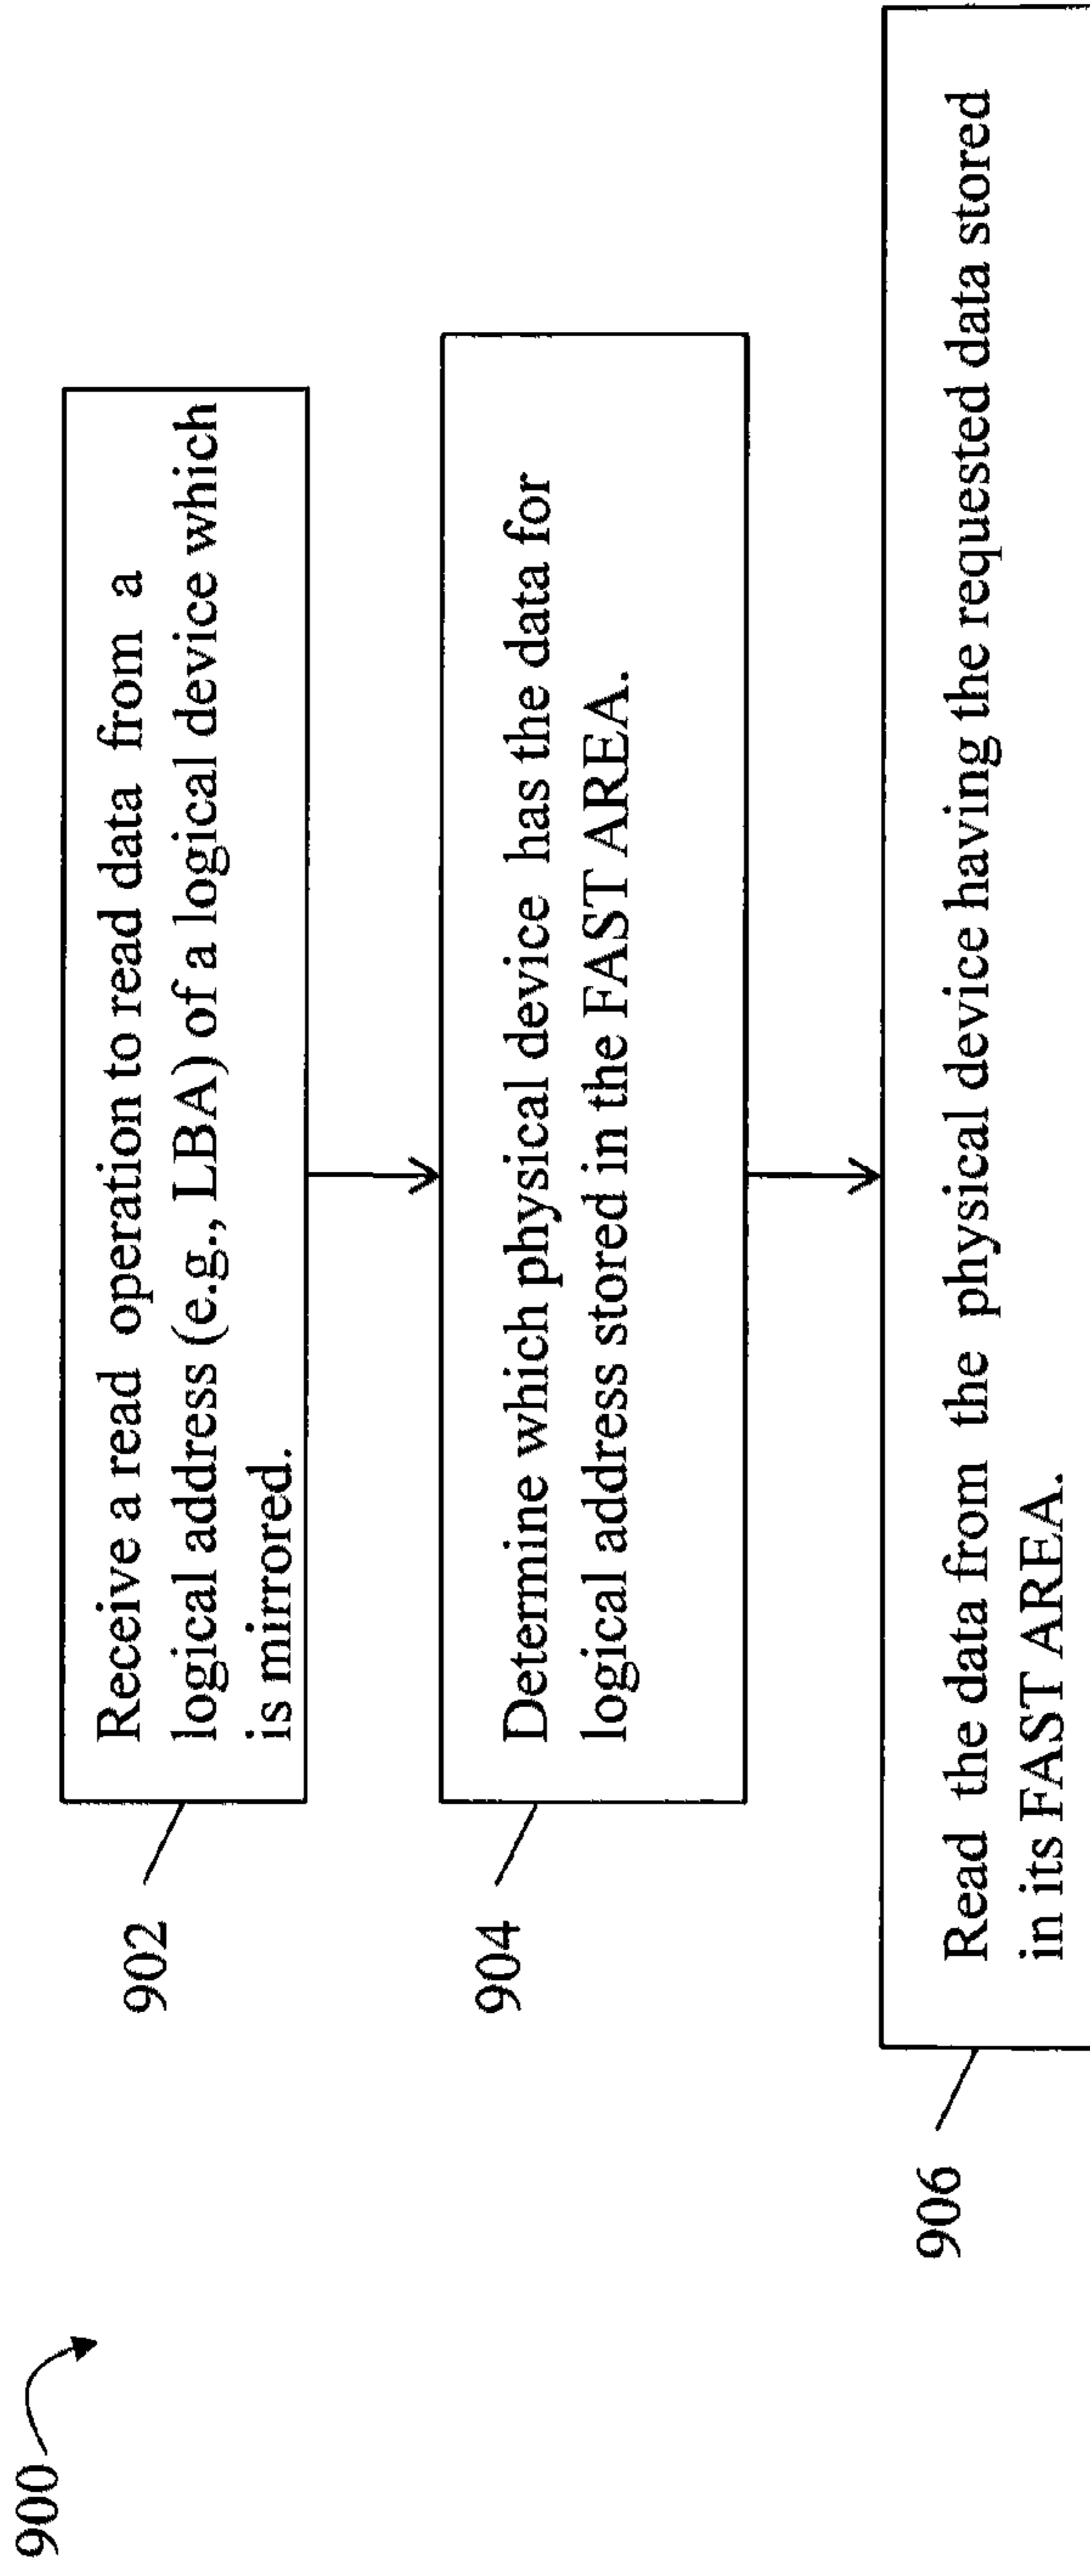 900
902
Receive a read operation to read data from a
logical address (e.g., LBA) of a logical device which
is mirrored.
904
Determine which physical device has the data for
logical address stored in the FAST AREA.
906
Read the data from the physical device having the requested data stored
in its FAST AREA.